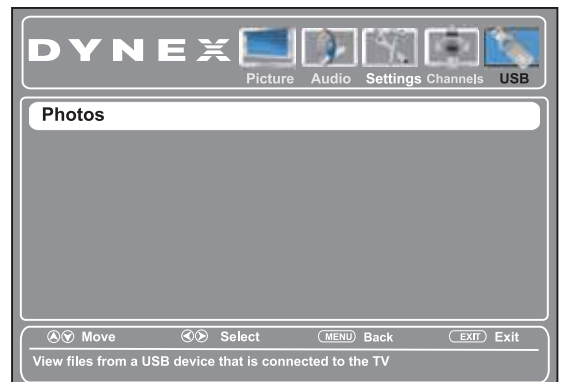 DYNEX
Picture Audio Settings Channels USB
Photos
Move Select MENU Back EXIT Exit
View files from a USB device that is connected to the TV